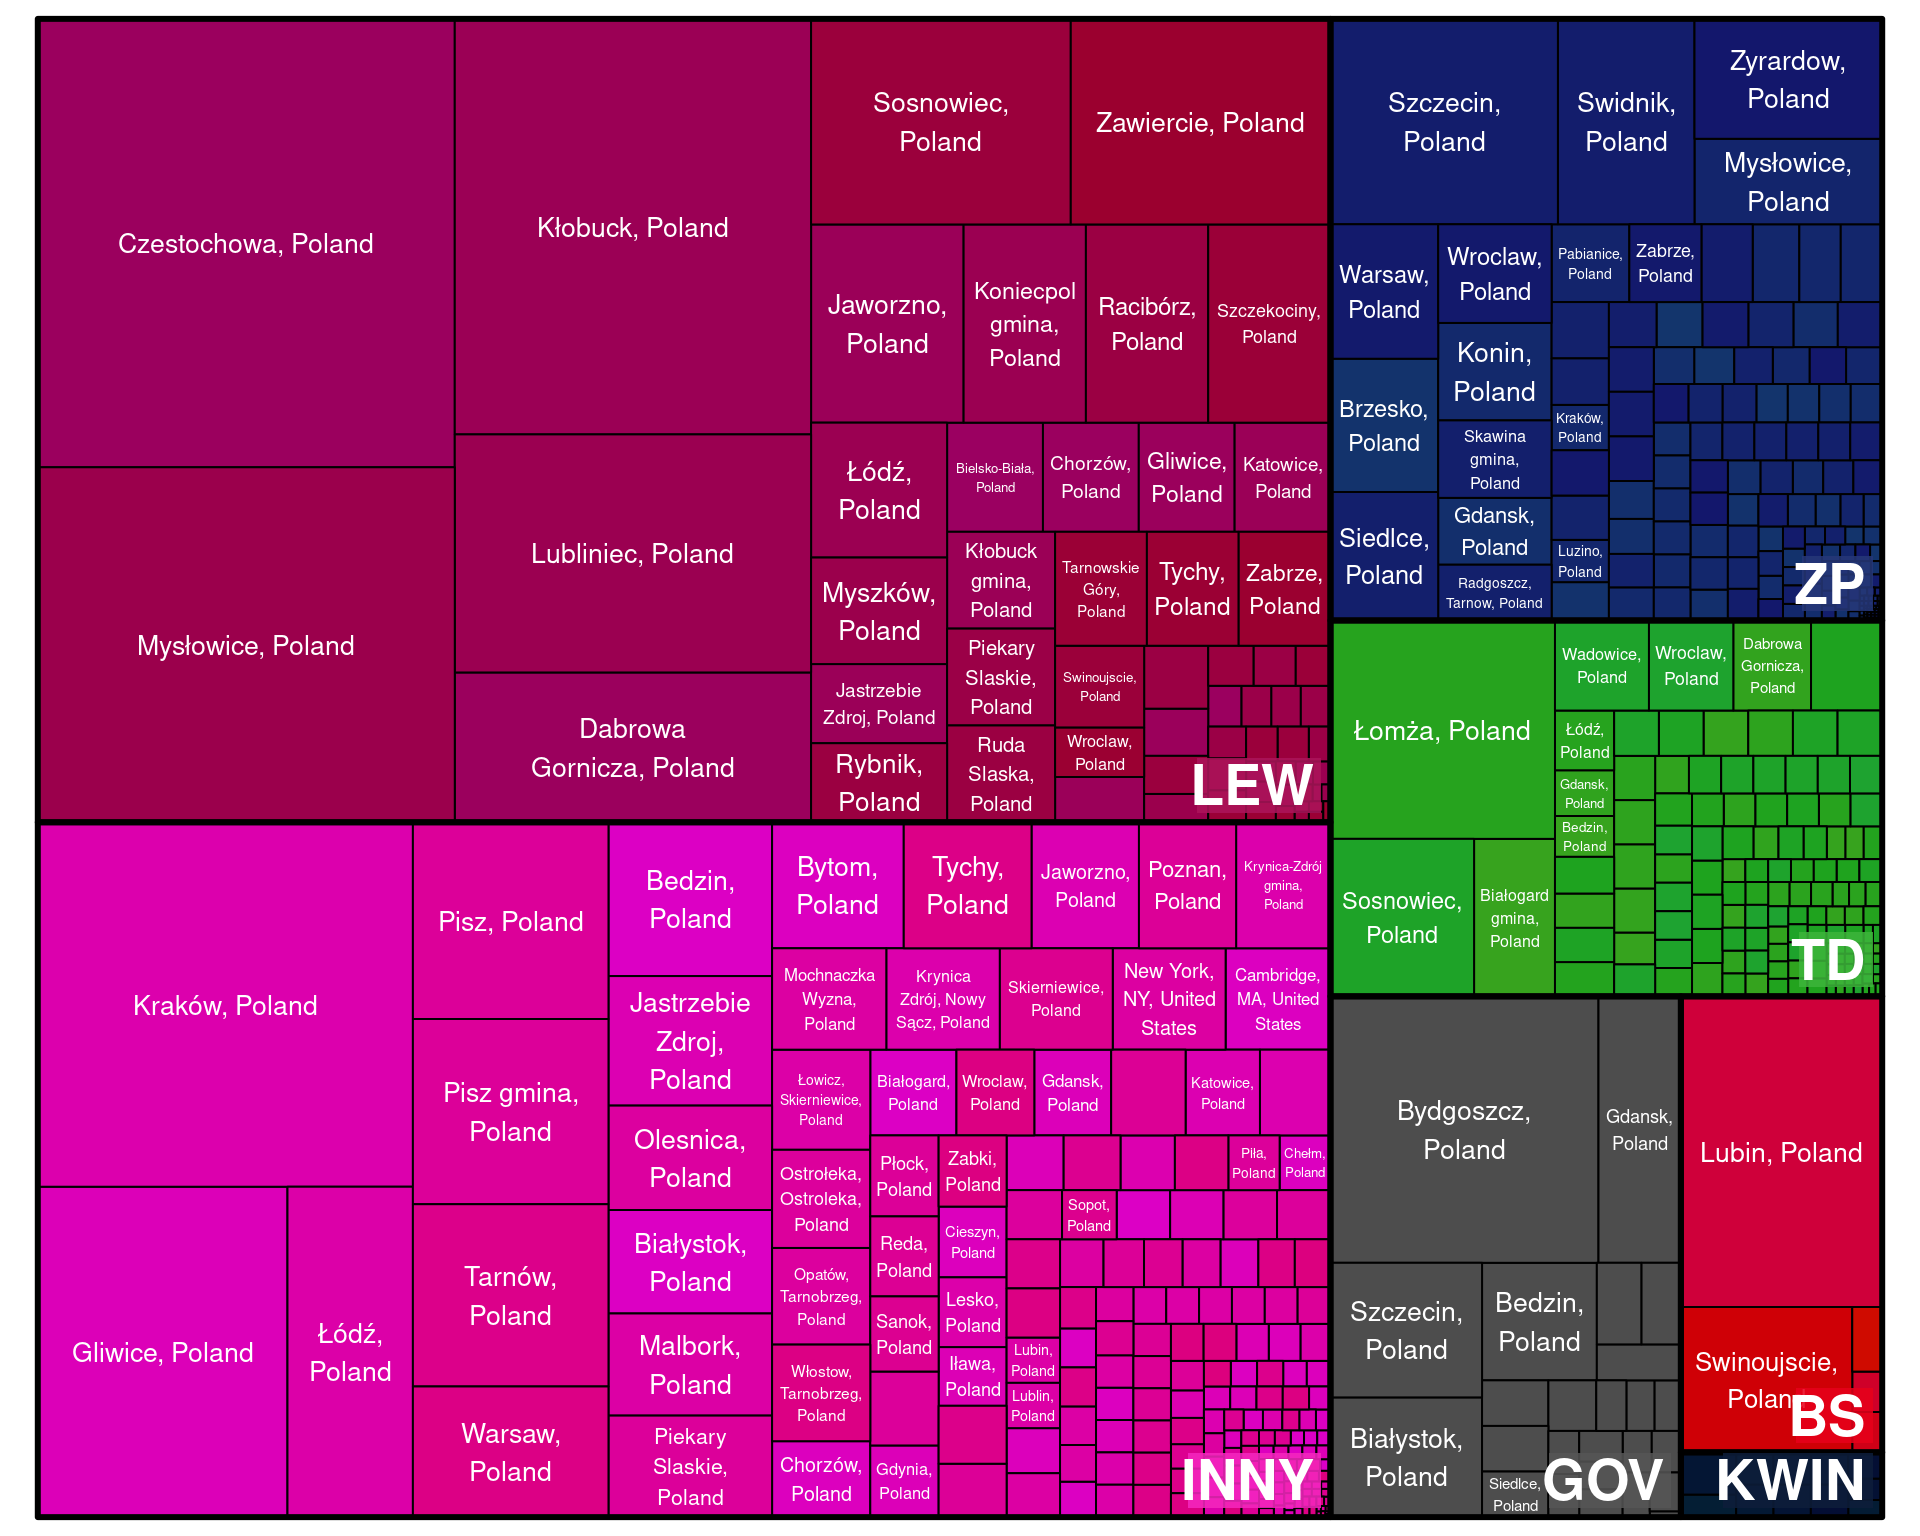 Czestochowa, Poland
Mysłowice, Poland
Kłobuck, Poland
Lubliniec, Poland
Dabrowa
Gornicza, Poland
Sosnowiec,
Poland
Zawiercie, Poland
Jaworzno,
Poland
Koniecpol
gmina,
Poland
Racibórz,
Poland
Szczekociny,
Poland
Łódź,
Poland
Myszków,
Poland
Jastrzebie
Zdroj, Poland
Rybnik,
Poland
Bielsko-Biała,
Poland
Chorzów,
Poland
Gliwice,
Poland
Katowice,
Poland
Kłobuck
gmina,
Poland
Piekary
Slaskie,
Poland
Ruda
Slaska,
Poland
Tarnowskie
Góry,
Poland
Tychy,
Poland
Zabrze,
Poland
Swinoujscie,
Poland
Wroclaw,
Poland
LEW
Szczecin,
Poland
Swidnik,
Poland
Zyrardow,
Poland
Mysłowice,
Poland
Warsaw,
Poland
Brzesko,
Poland
Siedlce,
Poland
Wroclaw,
Poland
Konin,
Poland
Skawina
gmina,
Poland
Gdansk,
Poland
Radgoszcz,
Tarnow, Poland
Pabianice,
Poland
Zabrze,
Poland
Kraków,
Poland
Luzino,
Poland
ZP
Łomża, Poland
Sosnowiec,
Poland
Białogard
gmina,
Poland
Wadowice,
Poland
Wroclaw,
Poland
Dabrowa
Gornicza,
Poland
Łódź,
Poland
Gdansk,
Poland
Bedzin,
Poland
TD
Kraków, Poland
Gliwice, Poland
Łódź,
Poland
Pisz, Poland
Pisz gmina,
Poland
Tarnów,
Poland
Warsaw,
Poland
Bedzin,
Poland
Jastrzebie
Zdroj,
Poland
Olesnica,
Poland
Białystok,
Poland
Malbork,
Poland
Piekary
Slaskie,
Poland
Bytom,
Poland
Tychy,
Poland
Jaworzno,
Poland
Poznan,
Poland
Krynica-Zdrój
gmina,
Poland
Mochnaczka
Wyzna,
Poland
Krynica
Zdrój, Nowy
Sącz, Poland
Skierniewice,
Poland
New York,
NY, United
States
Cambridge,
MA, United
States
Łowicz,
Skierniewice,
Poland
Ostrołeka,
Ostroleka,
Poland
Opatów,
Tarnobrzeg,
Poland
Włostow,
Tarnobrzeg,
Poland
Chorzów,
Poland
Białogard,
Poland
Wroclaw,
Poland
Gdansk,
Poland
Katowice,
Poland
Płock,
Poland
Reda,
Poland
Sanok,
Poland
Gdynia,
Poland
Zabki,
Poland
Cieszyn,
Poland
Lesko,
Poland
Iława,
Poland
Piła,
Poland
Chełm,
Poland
Sopot,
Poland
Lubin,
Poland
Lublin,
Poland
INNY
Bydgoszcz,
Poland
Gdansk,
Poland
Szczecin,
Poland
Białystok,
Poland
Bedzin,
Poland
Siedlce,
Poland
GOV
Lubin, Poland
Swinoujscie,
Poland
BS
KWIN